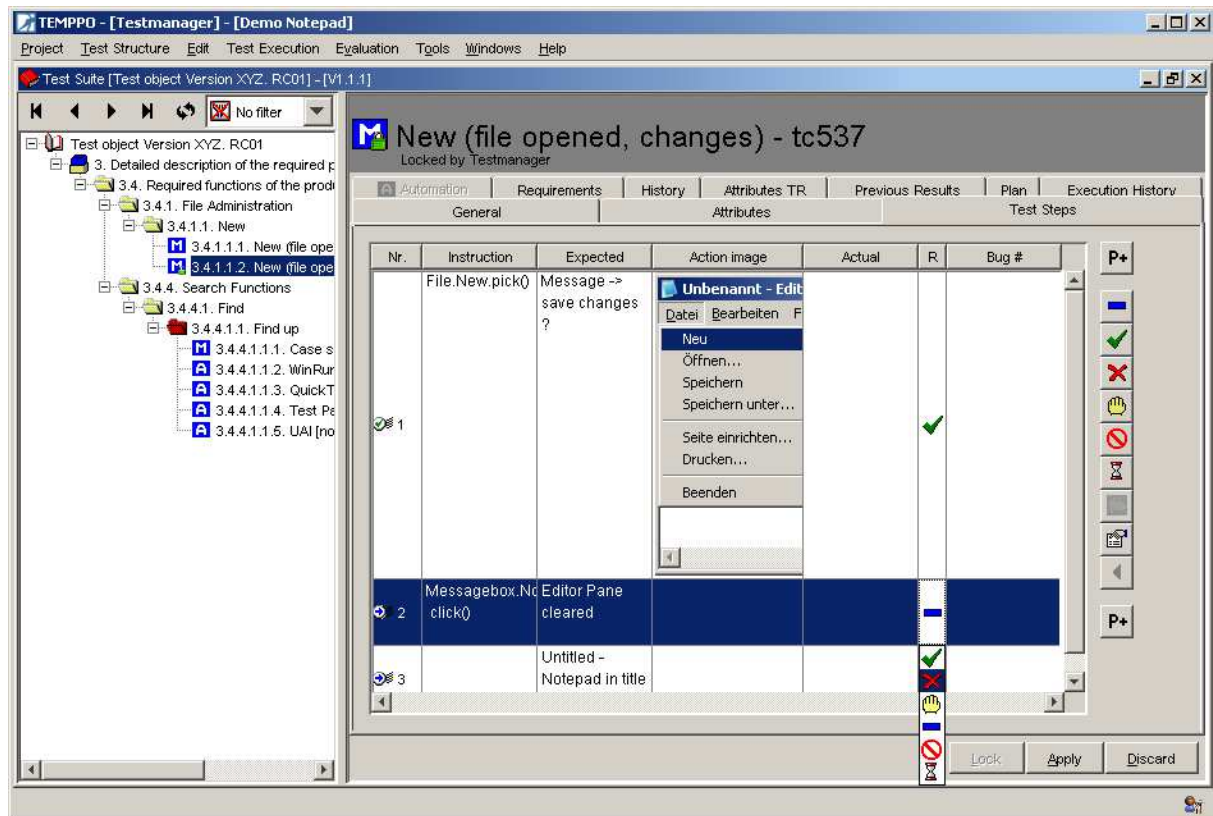 TEMPPO - [Testmanager] - [Demo Notepad]
Project Test Structure Edit Test Execution Evaluation Tools Windows Help
Test Suite [Test object Version XYZ. RC01] - [V1.1.1]
No filter
Test object Version XYZ. RC01
3. Detailed description of the required p
3.4. Required functions of the produ
3.4.1. File Administration
3.4.1.1. New
M 3.4.1.1.1. New (file ope
M 3.4.1.1.2. New (file ope
3.4.4. Search Functions
3.4.4.1. Find
3.4.4.1.1. Find up
M 3.4.4.1.1.1. Case s
A 3.4.4.1.1.2. WinRur
A 3.4.4.1.1.3. QuickT
A 3.4.4.1.1.4. Test Pa
A 3.4.4.1.1.5. UAI [no
M New (file opened, changes) - tc537
Locked by Testmanager
A Automation Requirements History Attributes TR Previous Results Plan Execution History
General Attributes Test Steps
Nr. Instruction Expected Action image Actual R Bug #
P+
1 File.New.pick() Message ->
save changes
?
Unbenannt - Edit
Datei Bearbeiten F
Neu
Öffnen...
Speichern
Speichern unter...
Seite einrichten...
Drucken...
Beenden
2 Messagebox.No Editor Pane
click() cleared
P+
3 Untitled -
Notepad in title
Lock Apply Discard